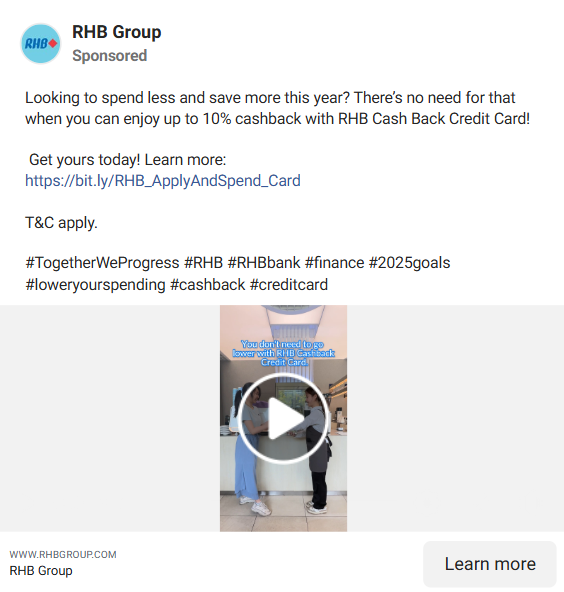 RHB
RHB Group
Sponsored
Looking to spend less and save more this year? There's no need for that
when you can enjoy up to 10% cashback with RHB Cash Back Credit Card!
Get yours today! Learn more:
https://bit.ly/RHB_ApplyAndSpend_Card
T&C apply.
#TogetherWeProgress #RHB #RHBbank #finance #2025goals
#loweryourspending #cashback #creditcard
You don't need to go
lower with RHB Cashback
Credit Card!
WWW.RHBGROUP.COM
RHB Group
Learn more